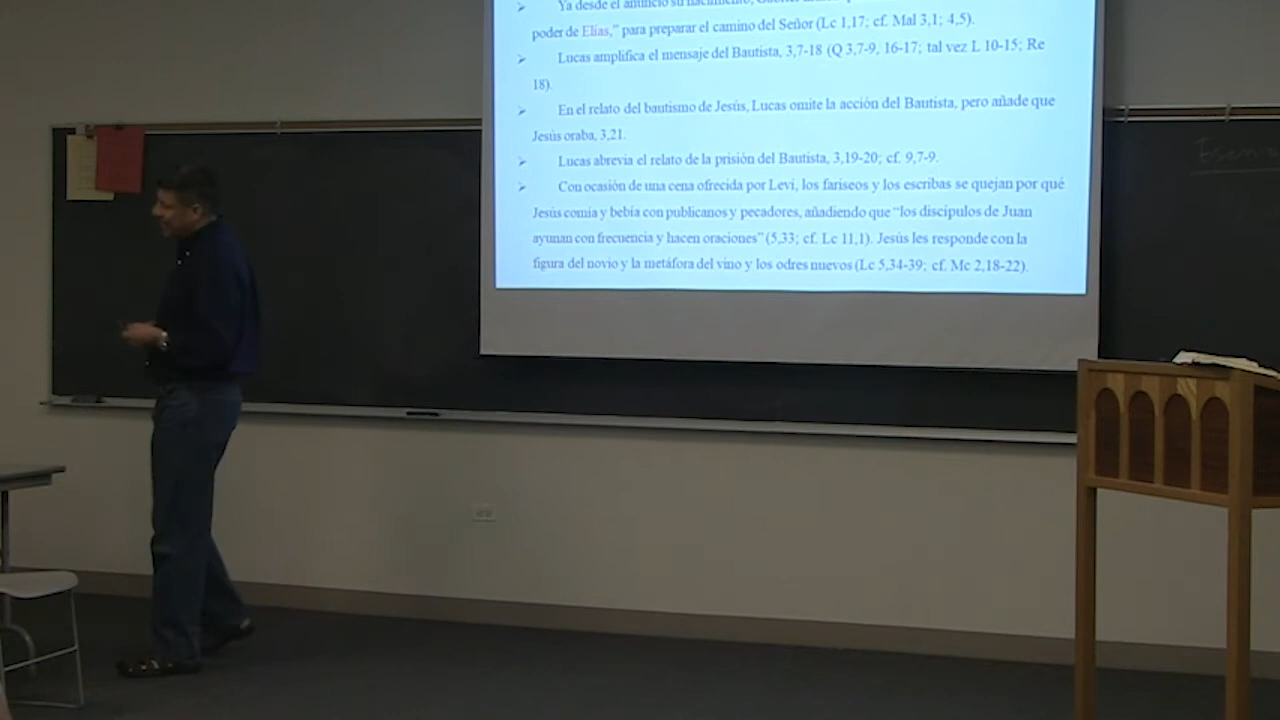 ➢ Ya desde el anuncio su nacimiento,
poder de Elías," para preparar el camino del Señor (Lc 1,17; cf. Mal 3,1; 4,5).
➢ Lucas amplifica el mensaje del Bautista, 3,7-18 (Q 3,7-9, 16-17; tal vez L 10-15; Re
18).
➢ En el relato del bautismo de Jesús, Lucas omite la acción del Bautista, pero añade que
Jesús oraba, 3,21.
➢ Lucas abrevia el relato de la prisión del Bautista, 3,19-20; cf. 9,7-9.
➢ Con ocasión de una cena ofrecida por Leví, los fariseos y los escribas se quejan por qué
Jesús comía y bebía con publicanos y pecadores, añadiendo que "los discípulos de Juan
ayunan con frecuencia y hacen oraciones" (5,33; cf. Lc 11,1). Jesús les responde con la
figura del novio y la metáfora del vino y los odres nuevos (Lc 5,34-39; cf. Mc 2,18-22).